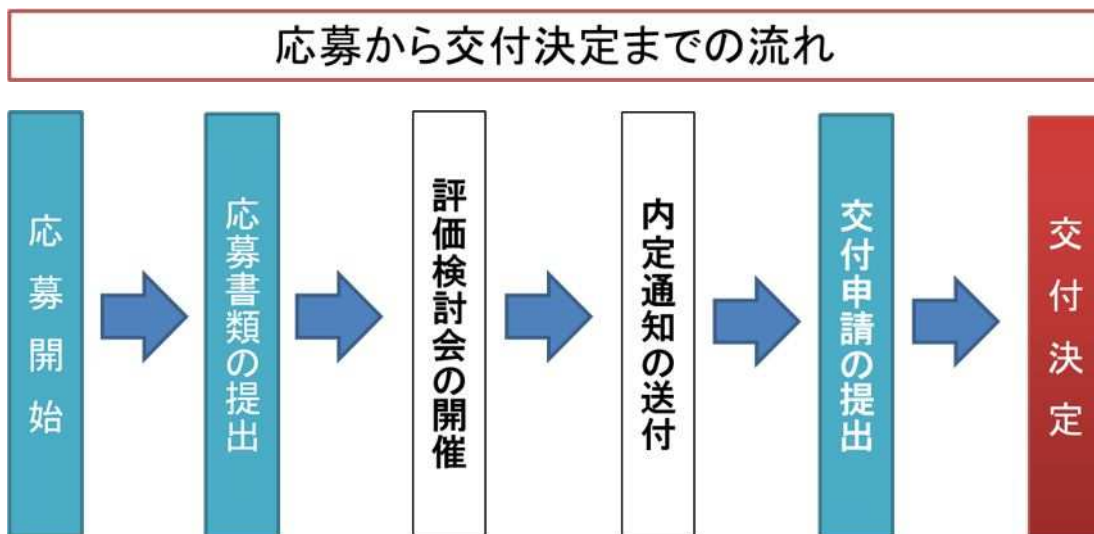 応募から交付決定までの流れ
応募開始
応募書類の提出
評価検討会の開催
内定通知の送付
交付申請の提出
交付決定